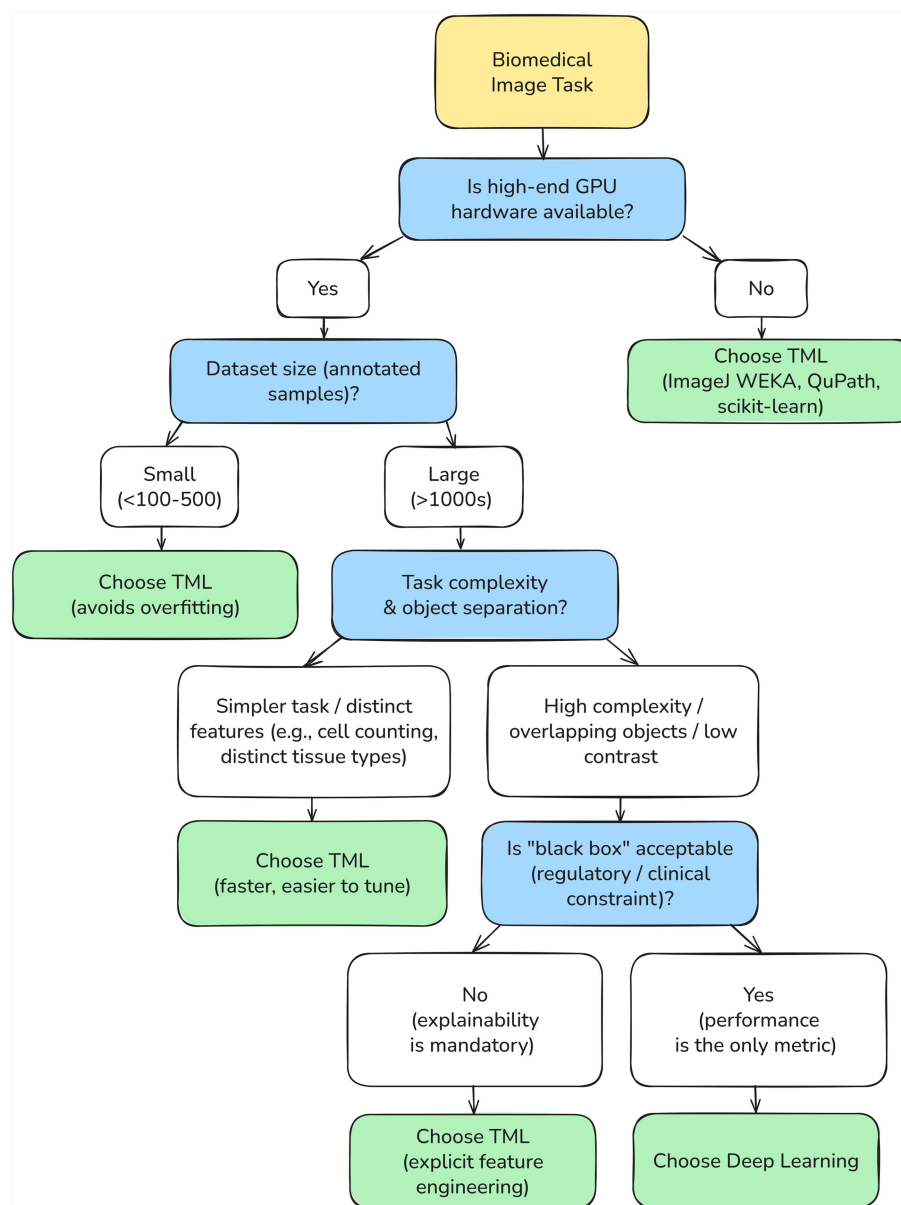 Biomedical
Image Task
Is high-end GPU
hardware available?
Yes
No
Dataset size (annotated
samples)?
Choose TML
(ImageJ WEKA, QuPath,
scikit-learn)
Small
(<100-500)
Large
(>1000s)
Choose TML
(avoids overfitting)
Task complexity
& object separation?
Simpler task / distinct
features (e.g., cell counting,
distinct tissue types)
High complexity /
overlapping objects / low
contrast
Choose TML
(faster, easier to tune)
Is "black box" acceptable
(regulatory / clinical
constraint)?
No
(explainability
is mandatory)
Yes
(performance
is the only metric)
Choose TML
(explicit feature
engineering)
Choose Deep Learning